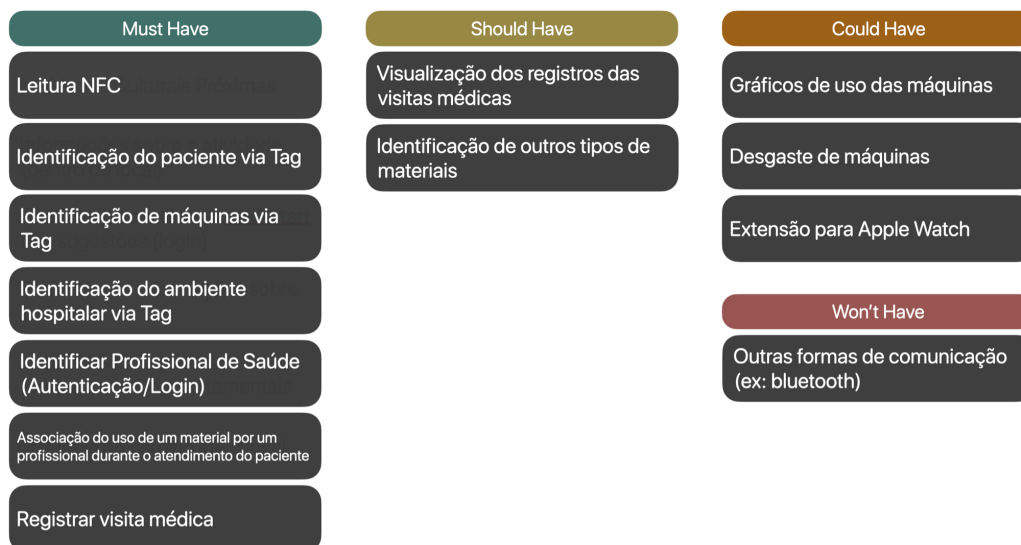 Must Have
Leitura NFC
Identificação do paciente via Tag
Identificação de máquinas via
Tag
Identificação do ambiente
hospitalar via Tag
Identificar Profissional de Saúde
(Autenticação/Login)
Associação do uso de um material por um
profissional durante o atendimento do paciente
Registrar visita médica
Should Have
Visualização dos registros das
visitas médicas
Identificação de outros tipos de
materiais
Could Have
Gráficos de uso das máquinas
Desgaste de máquinas
Extensão para Apple Watch
Won't Have
Outras formas de comunicação
(ex: bluetooth)